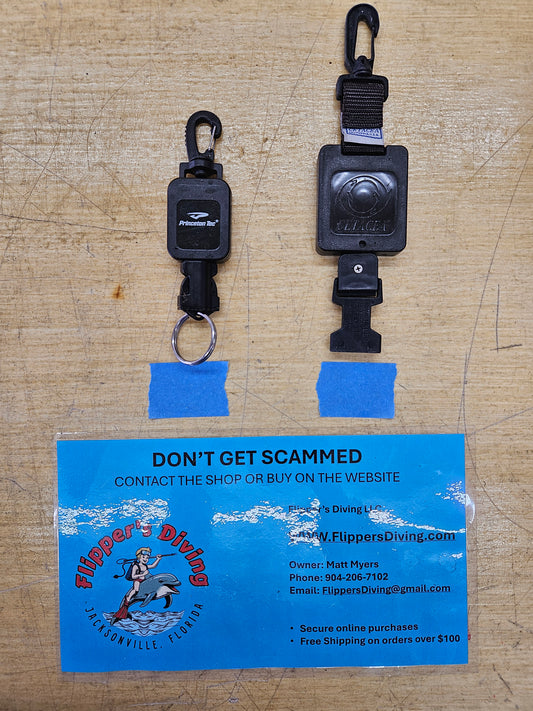 Princeton Tec
DON'T GET SCAMMED
CONTACT THE SHOP OR BUY ON THE WEBSITE
Flipper's Diving LLC
WWW.FlippersDiving.com
Owner: Matt Myers
Phone: 904-206-7102
Email: FlippersDiving@gmail.com
• Secure online purchases
• Free Shipping on orders over $100
Flipper's Diving
JACKSONVILLE, FLORIDA